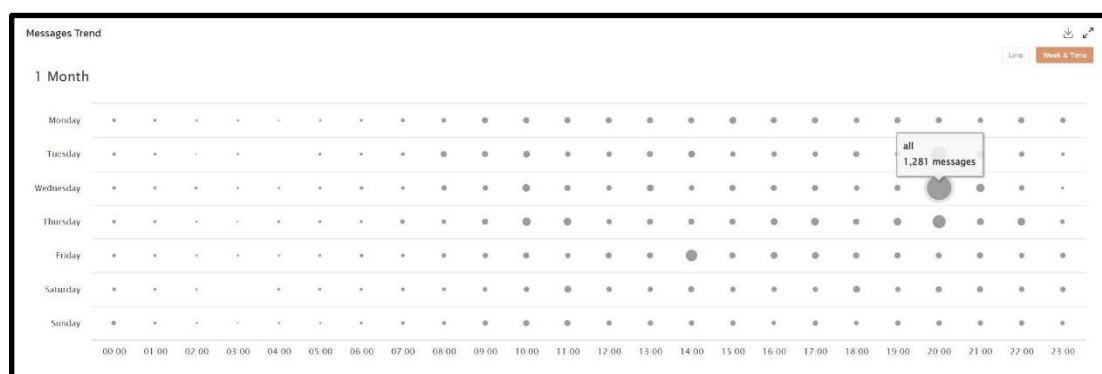 Messages Trend
Line Week & Time
1 Month
Monday
Tuesday
all
1,281 messages
Wednesday
Thursday
Friday
Saturday
Sunday
00:00 01:00 02:00 03:00 04:00 05:00 06:00 07:00 08:00 09:00 10:00 11:00 12:00 13:00 14:00 15:00 16:00 17:00 18:00 19:00 20:00 21:00 22:00 23:00